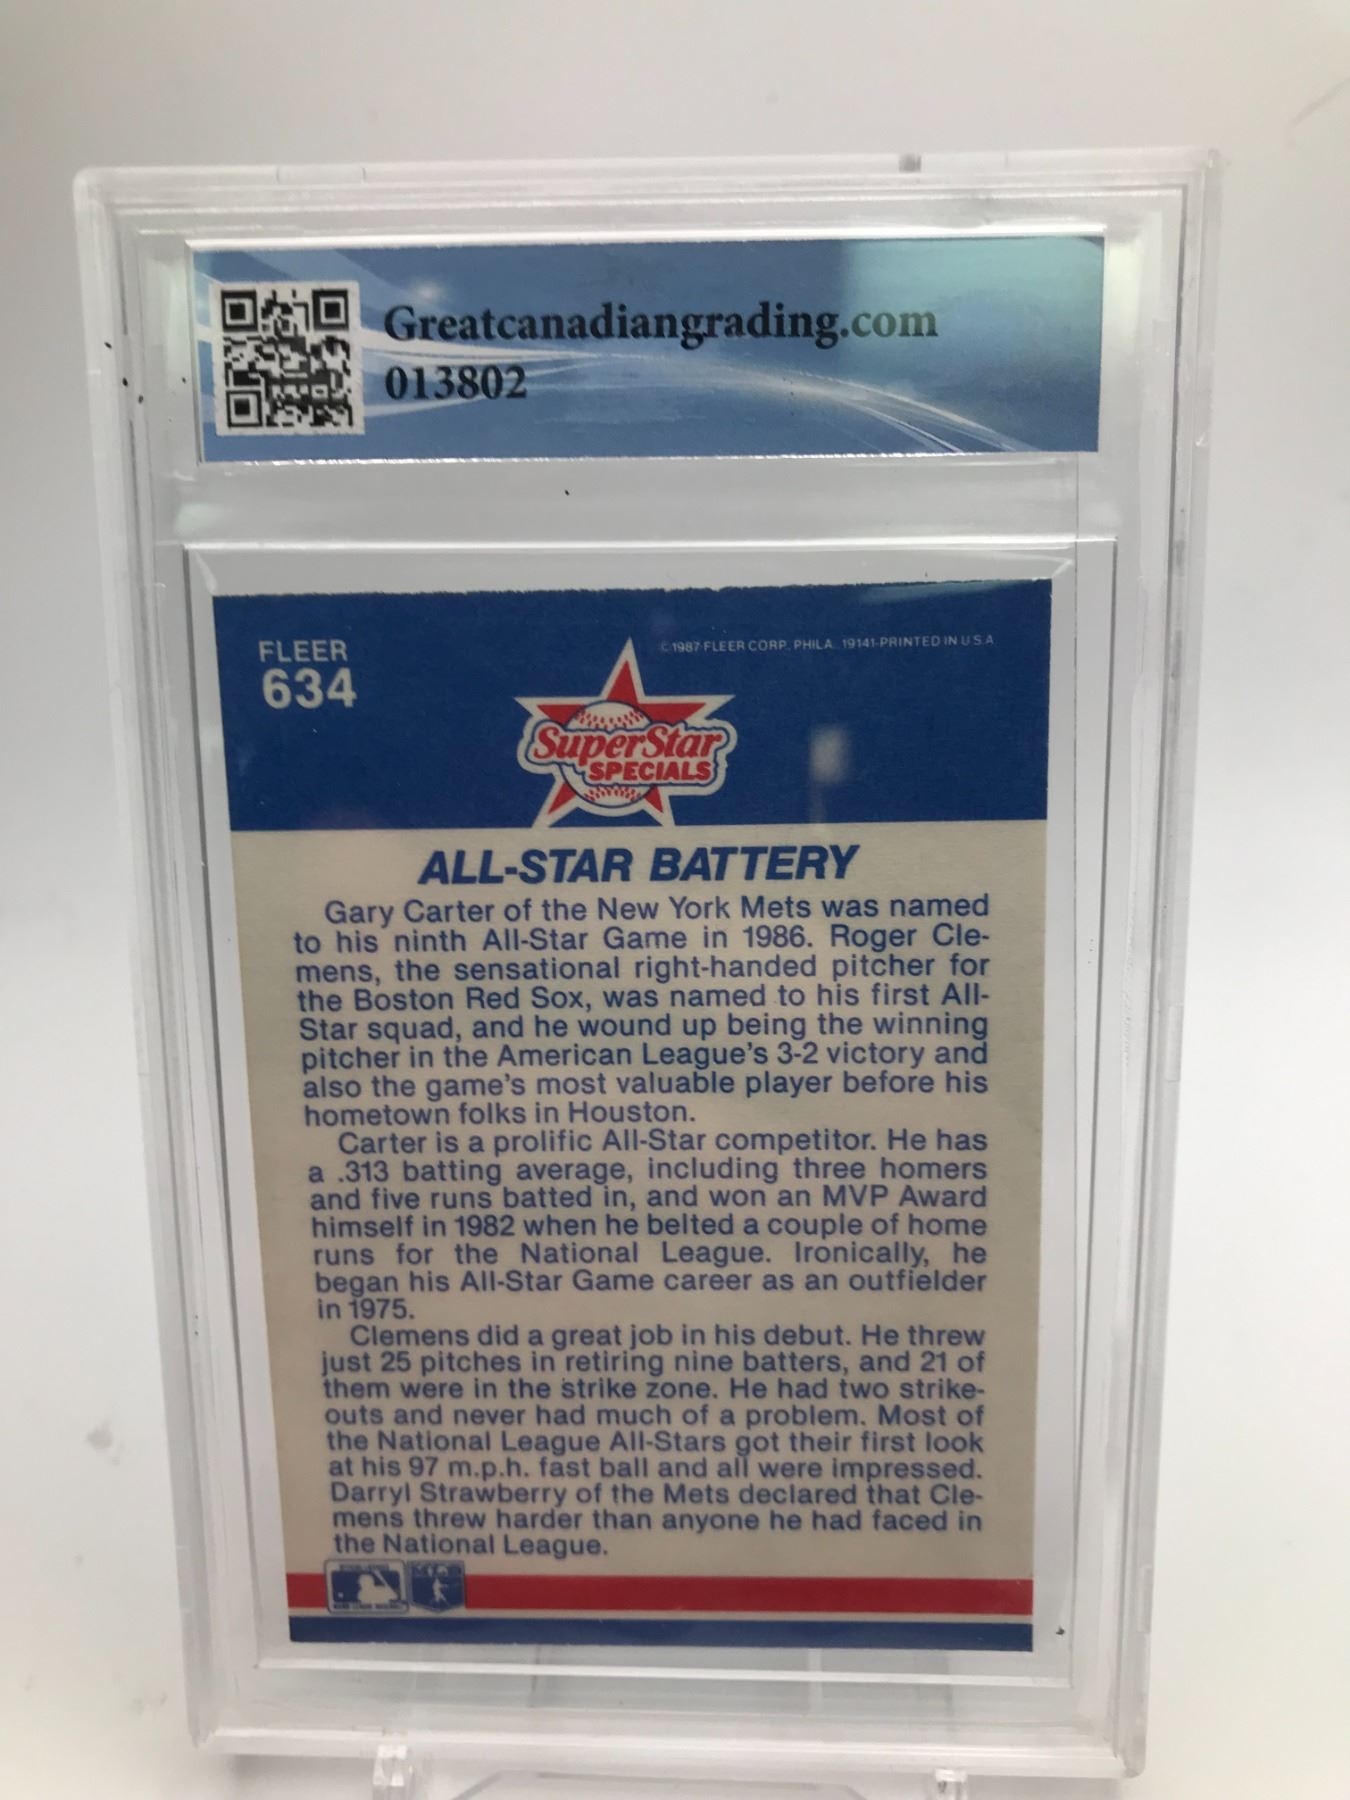 Greatcanadiangrading.com
013802
FLEER
634
© 1987 FLEER CORP. PHILA. 19141-PRINTED IN U.S.A
SuperStar
SPECIALS
ALL-STAR BATTERY
Gary Carter of the New York Mets was named
to his ninth All-Star Game in 1986. Roger Cle-
mens, the sensational right-handed pitcher for
the Boston Red Sox, was named to his first All-
Star squad, and he wound up being the winning
pitcher in the American League's 3-2 victory and
also the game's most valuable player before his
hometown folks in Houston.
Carter is a prolific All-Star competitor. He has
a .313 batting average, including three homers
and five runs batted in, and won an MVP Award
himself in 1982 when he belted a couple of home
runs for the National League. Ironically, he
began his All-Star Game career as an outfielder
in 1975.
Clemens did a great job in his debut. He threw
just 25 pitches in retiring nine batters, and 21 of
them were in the strike zone. He had two strike-
outs and never had much of a problem. Most of
the National League All-Stars got their first look
at his 97 m.p.h. fast ball and all were impressed.
Darryl Strawberry of the Mets declared that Cle-
mens threw harder than anyone he had faced in
the National League.